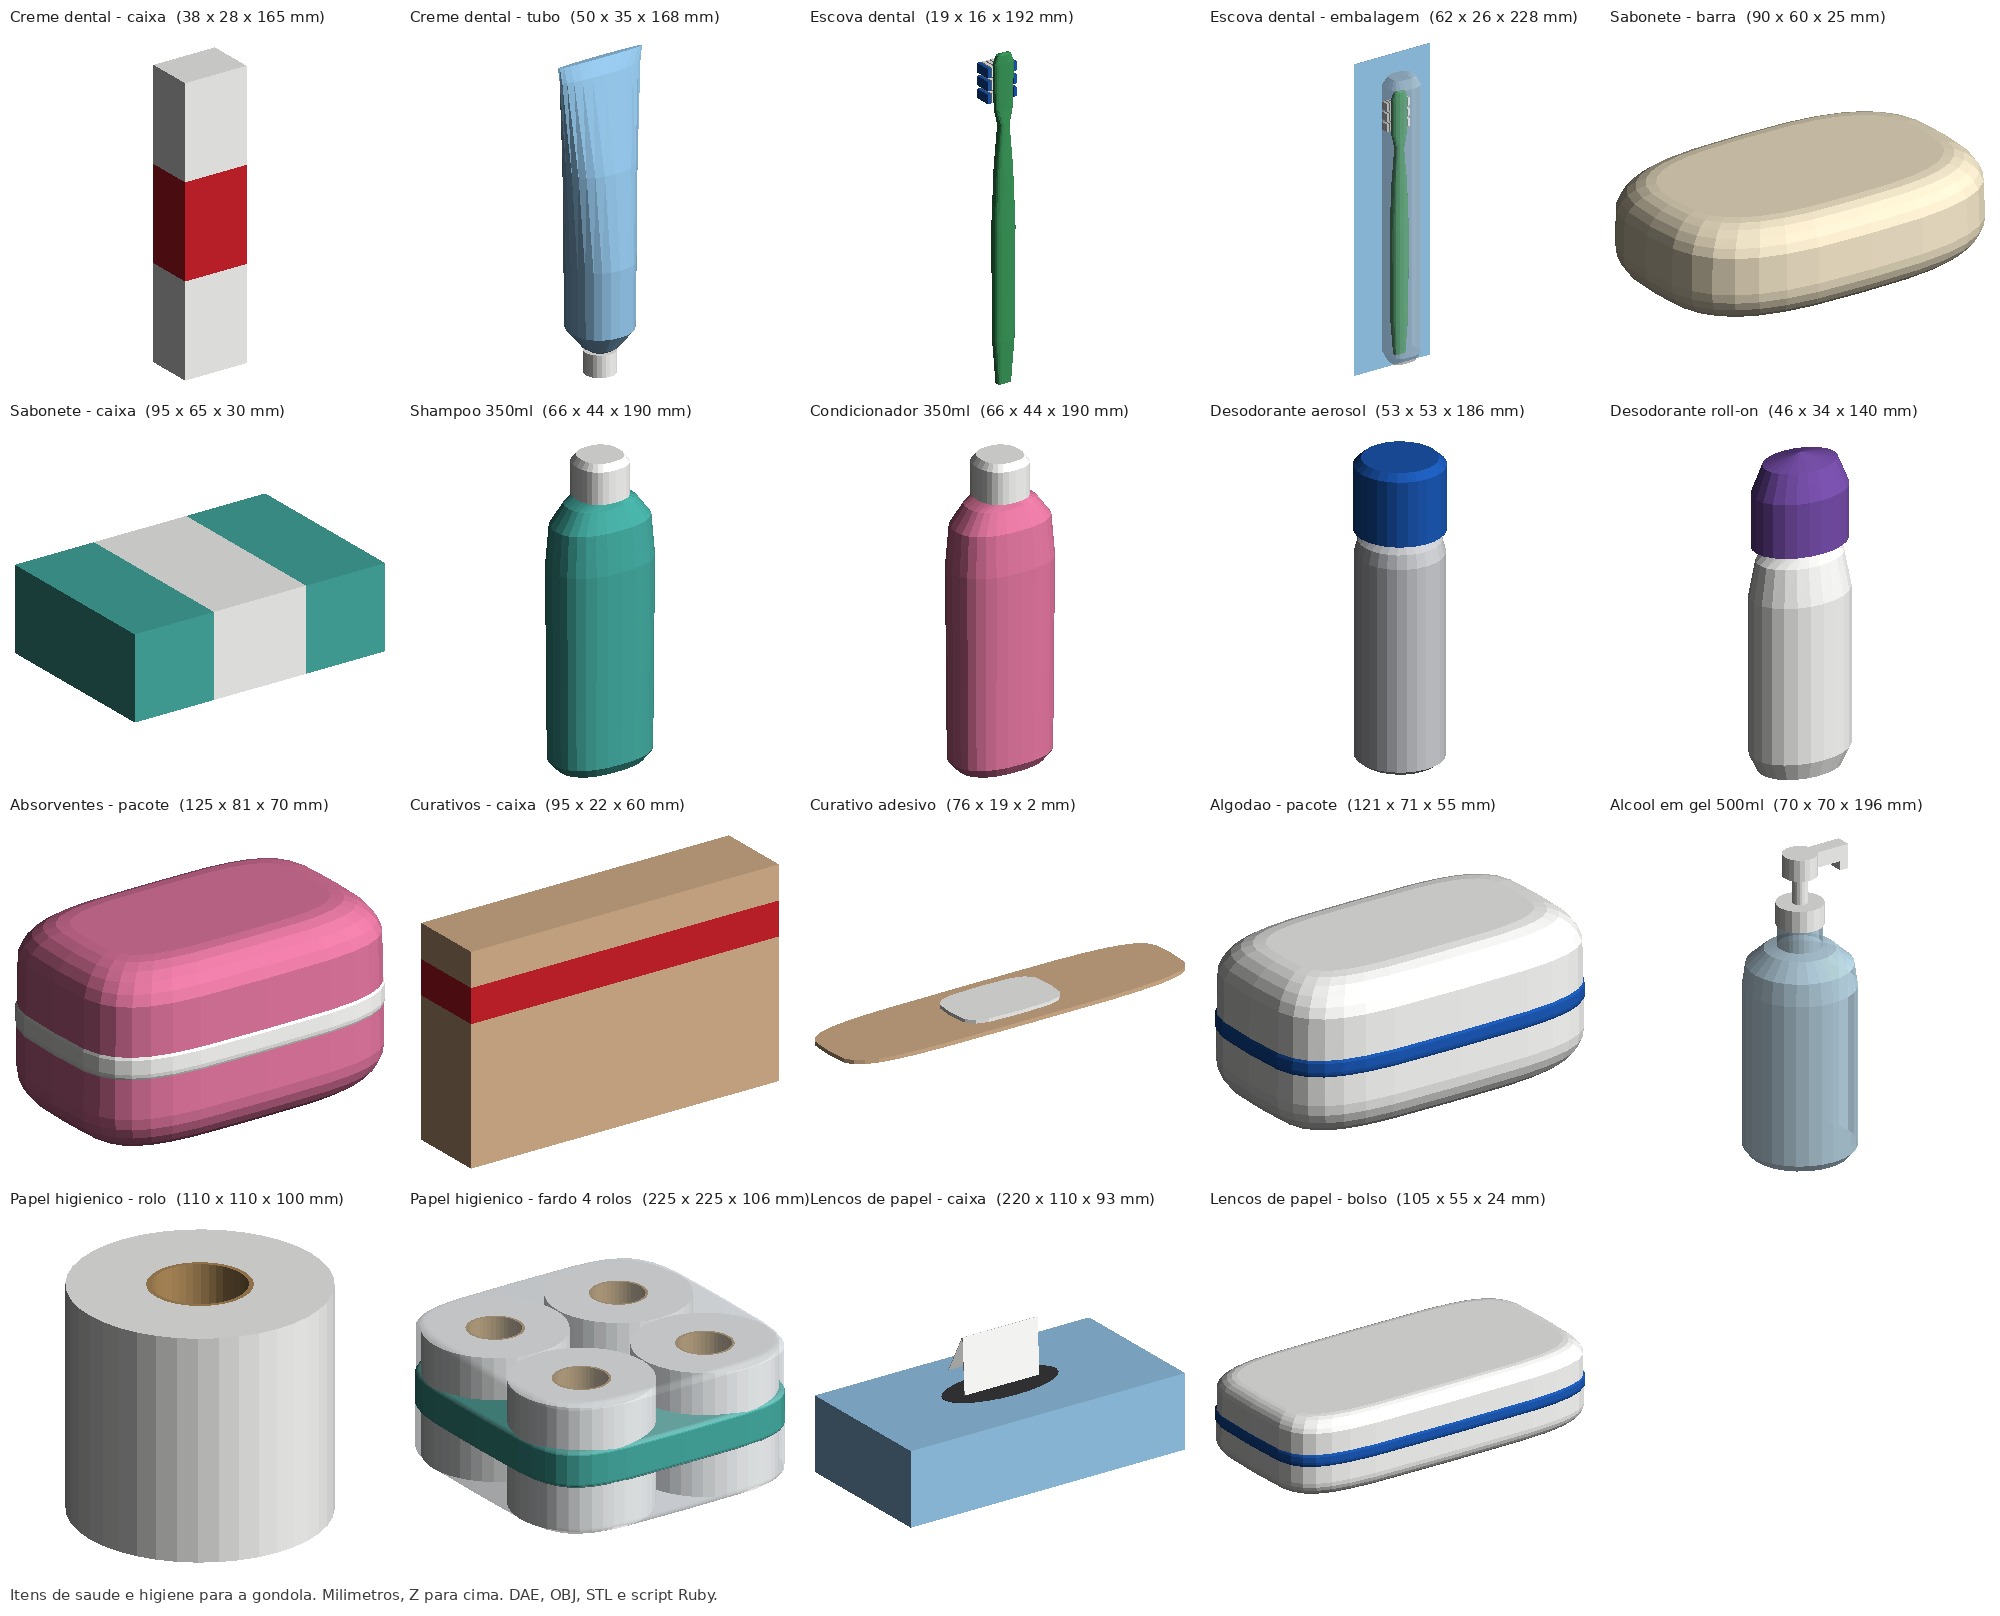 Creme dental - caixa  (38 x 28 x 165 mm)
Creme dental - tubo  (50 x 35 x 168 mm)
Escova dental  (19 x 16 x 192 mm)
Escova dental - embalagem  (62 x 26 x 228 mm)
Sabonete - barra  (90 x 60 x 25 mm)
Sabonete - caixa  (95 x 65 x 30 mm)
Shampoo 350ml  (66 x 44 x 190 mm)
Condicionador 350ml  (66 x 44 x 190 mm)
Desodorante aerosol  (53 x 53 x 186 mm)
Desodorante roll-on  (46 x 34 x 140 mm)
Absorventes - pacote  (125 x 81 x 70 mm)
Curativos - caixa  (95 x 22 x 60 mm)
Curativo adesivo  (76 x 19 x 2 mm)
Algodao - pacote  (121 x 71 x 55 mm)
Alcool em gel 500ml  (70 x 70 x 196 mm)
Papel higienico - rolo  (110 x 110 x 100 mm)
Papel higienico - fardo 4 rolos  (225 x 225 x 106 mm)
Lencos de papel - caixa  (220 x 110 x 93 mm)
Lencos de papel - bolso  (105 x 55 x 24 mm)
Itens de saude e higiene para a gondola. Milimetros, Z para cima. DAE, OBJ, STL e script Ruby.